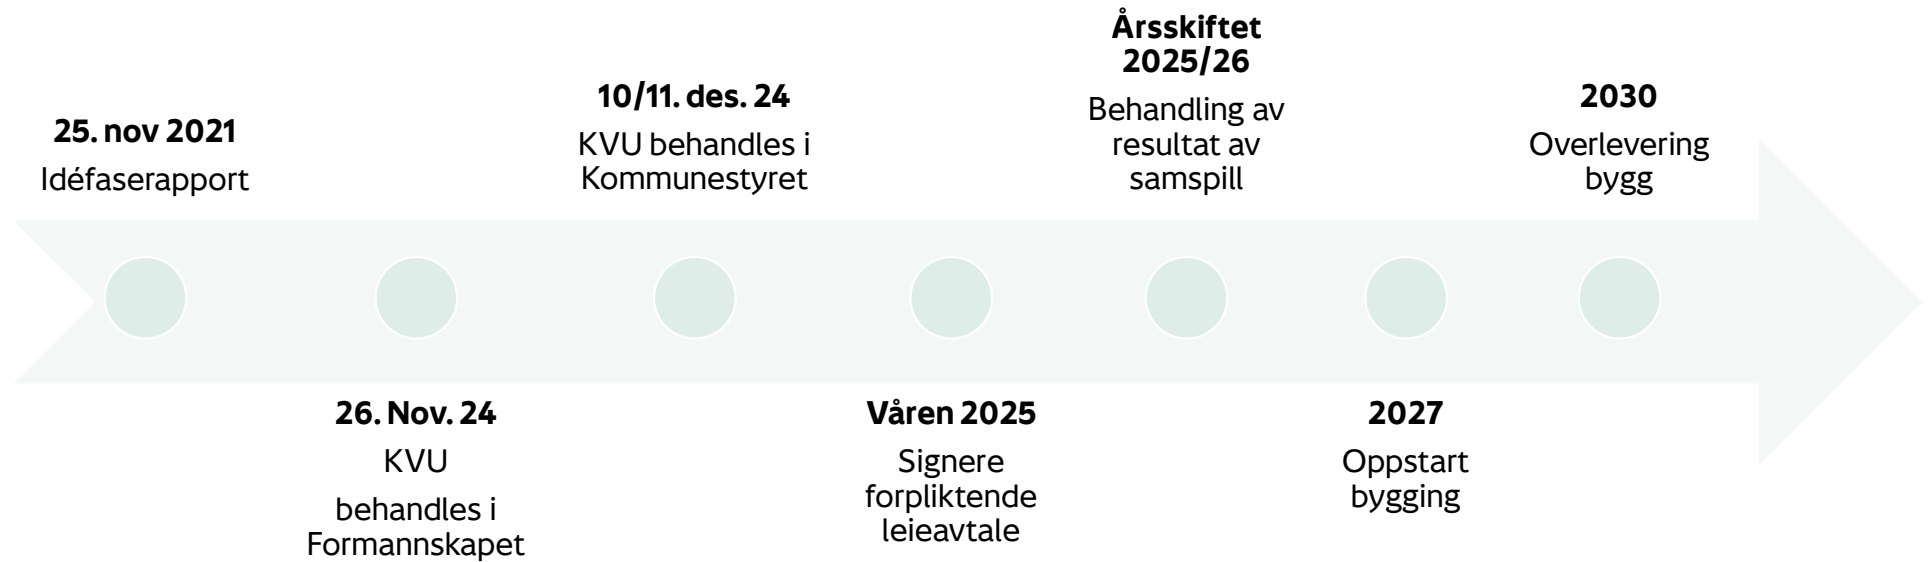 25. nov 2021
Idéfaserapport
26. Nov. 24
KVU
behandles i
Formannskapet
10/11. des. 24
KVU behandles i
Kommunestyret
Våren 2025
Signere
forpliktende
leieavtale
Årsskiftet
2025/26
Behandling av
resultat av
samspill
2027
Oppstart
bygging
2030
Overlevering
bygg